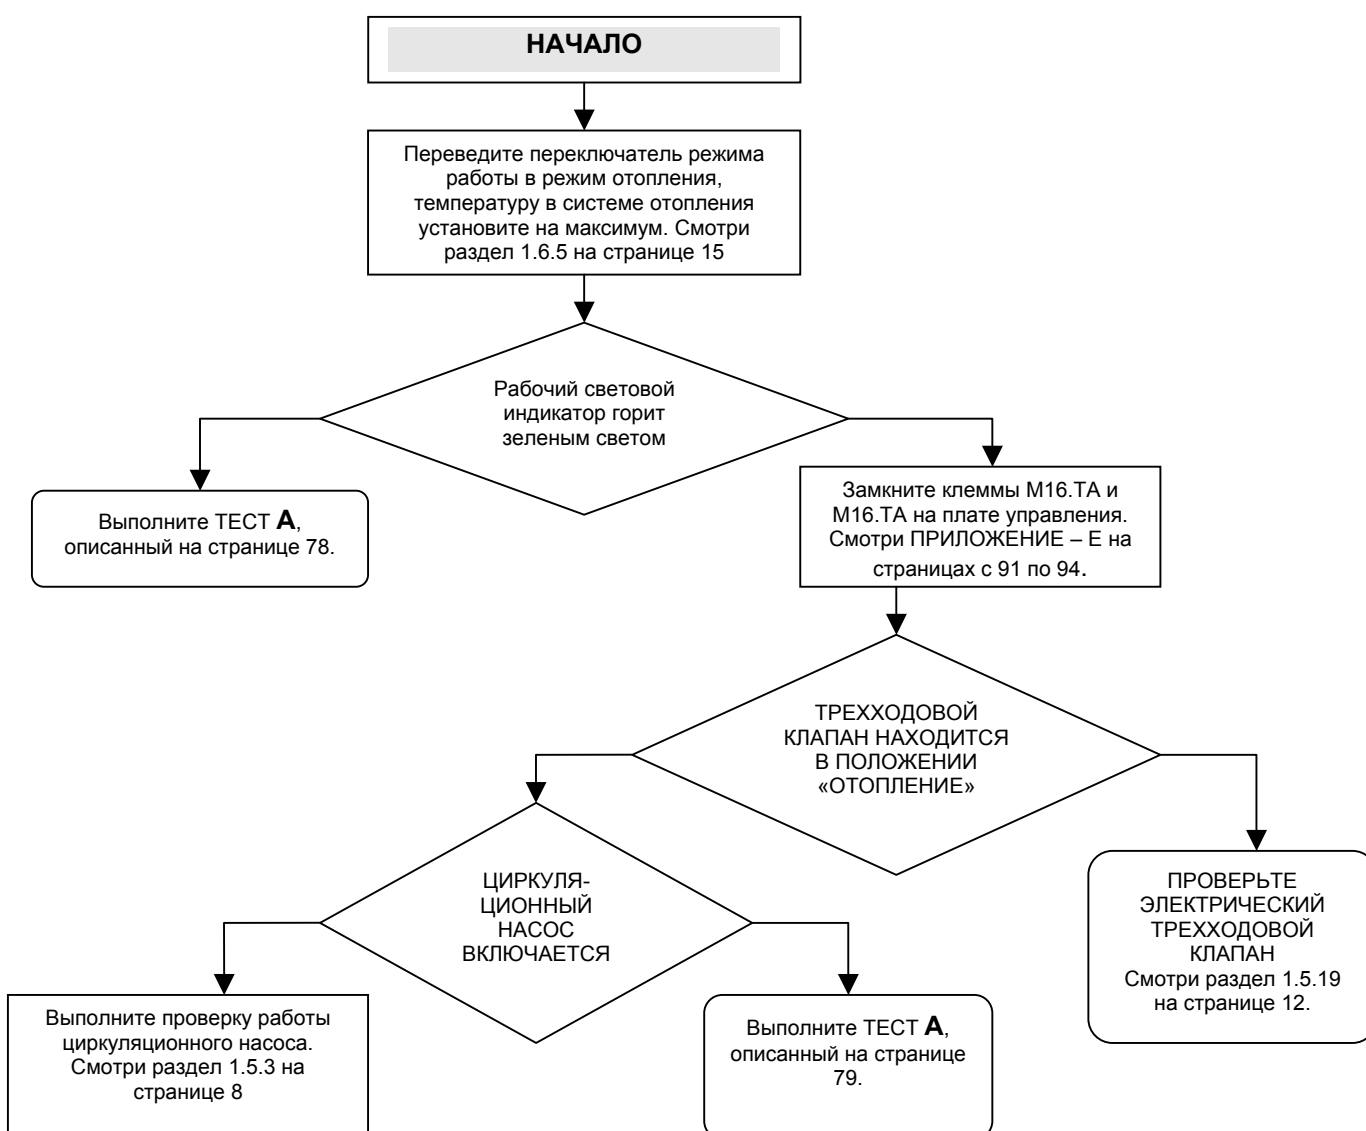 НАЧАЛО
Переведите переключатель режима
работы в режим отопления,
температуру в системе отопления
установите на максимум. Смотри
раздел 1.6.5 на странице 15
Рабочий световой
индикатор горит
зеленым светом
Выполните ТЕСТ A,
описанный на странице 78.
Замкните клеммы М16.ТА и
М16.ТА на плате управления.
Смотри ПРИЛОЖЕНИЕ – Е на
страницах с 91 по 94.
ТРЕХХОДОВОЙ
КЛАПАН НАХОДИТСЯ
В ПОЛОЖЕНИИ
«ОТОПЛЕНИЕ»
ЦИРКУЛЯ-
ЦИОННЫЙ
НАСОС
ВКЛЮЧАЕТСЯ
ПРОВЕРЬТЕ
ЭЛЕКТРИЧЕСКИЙ
ТРЕХХОДОВОЙ
КЛАПАН
Смотри раздел 1.5.19
на странице 12.
Выполните проверку работы
циркуляционного насоса.
Смотри раздел 1.5.3 на
странице 8
Выполните ТЕСТ A,
описанный на странице
79.